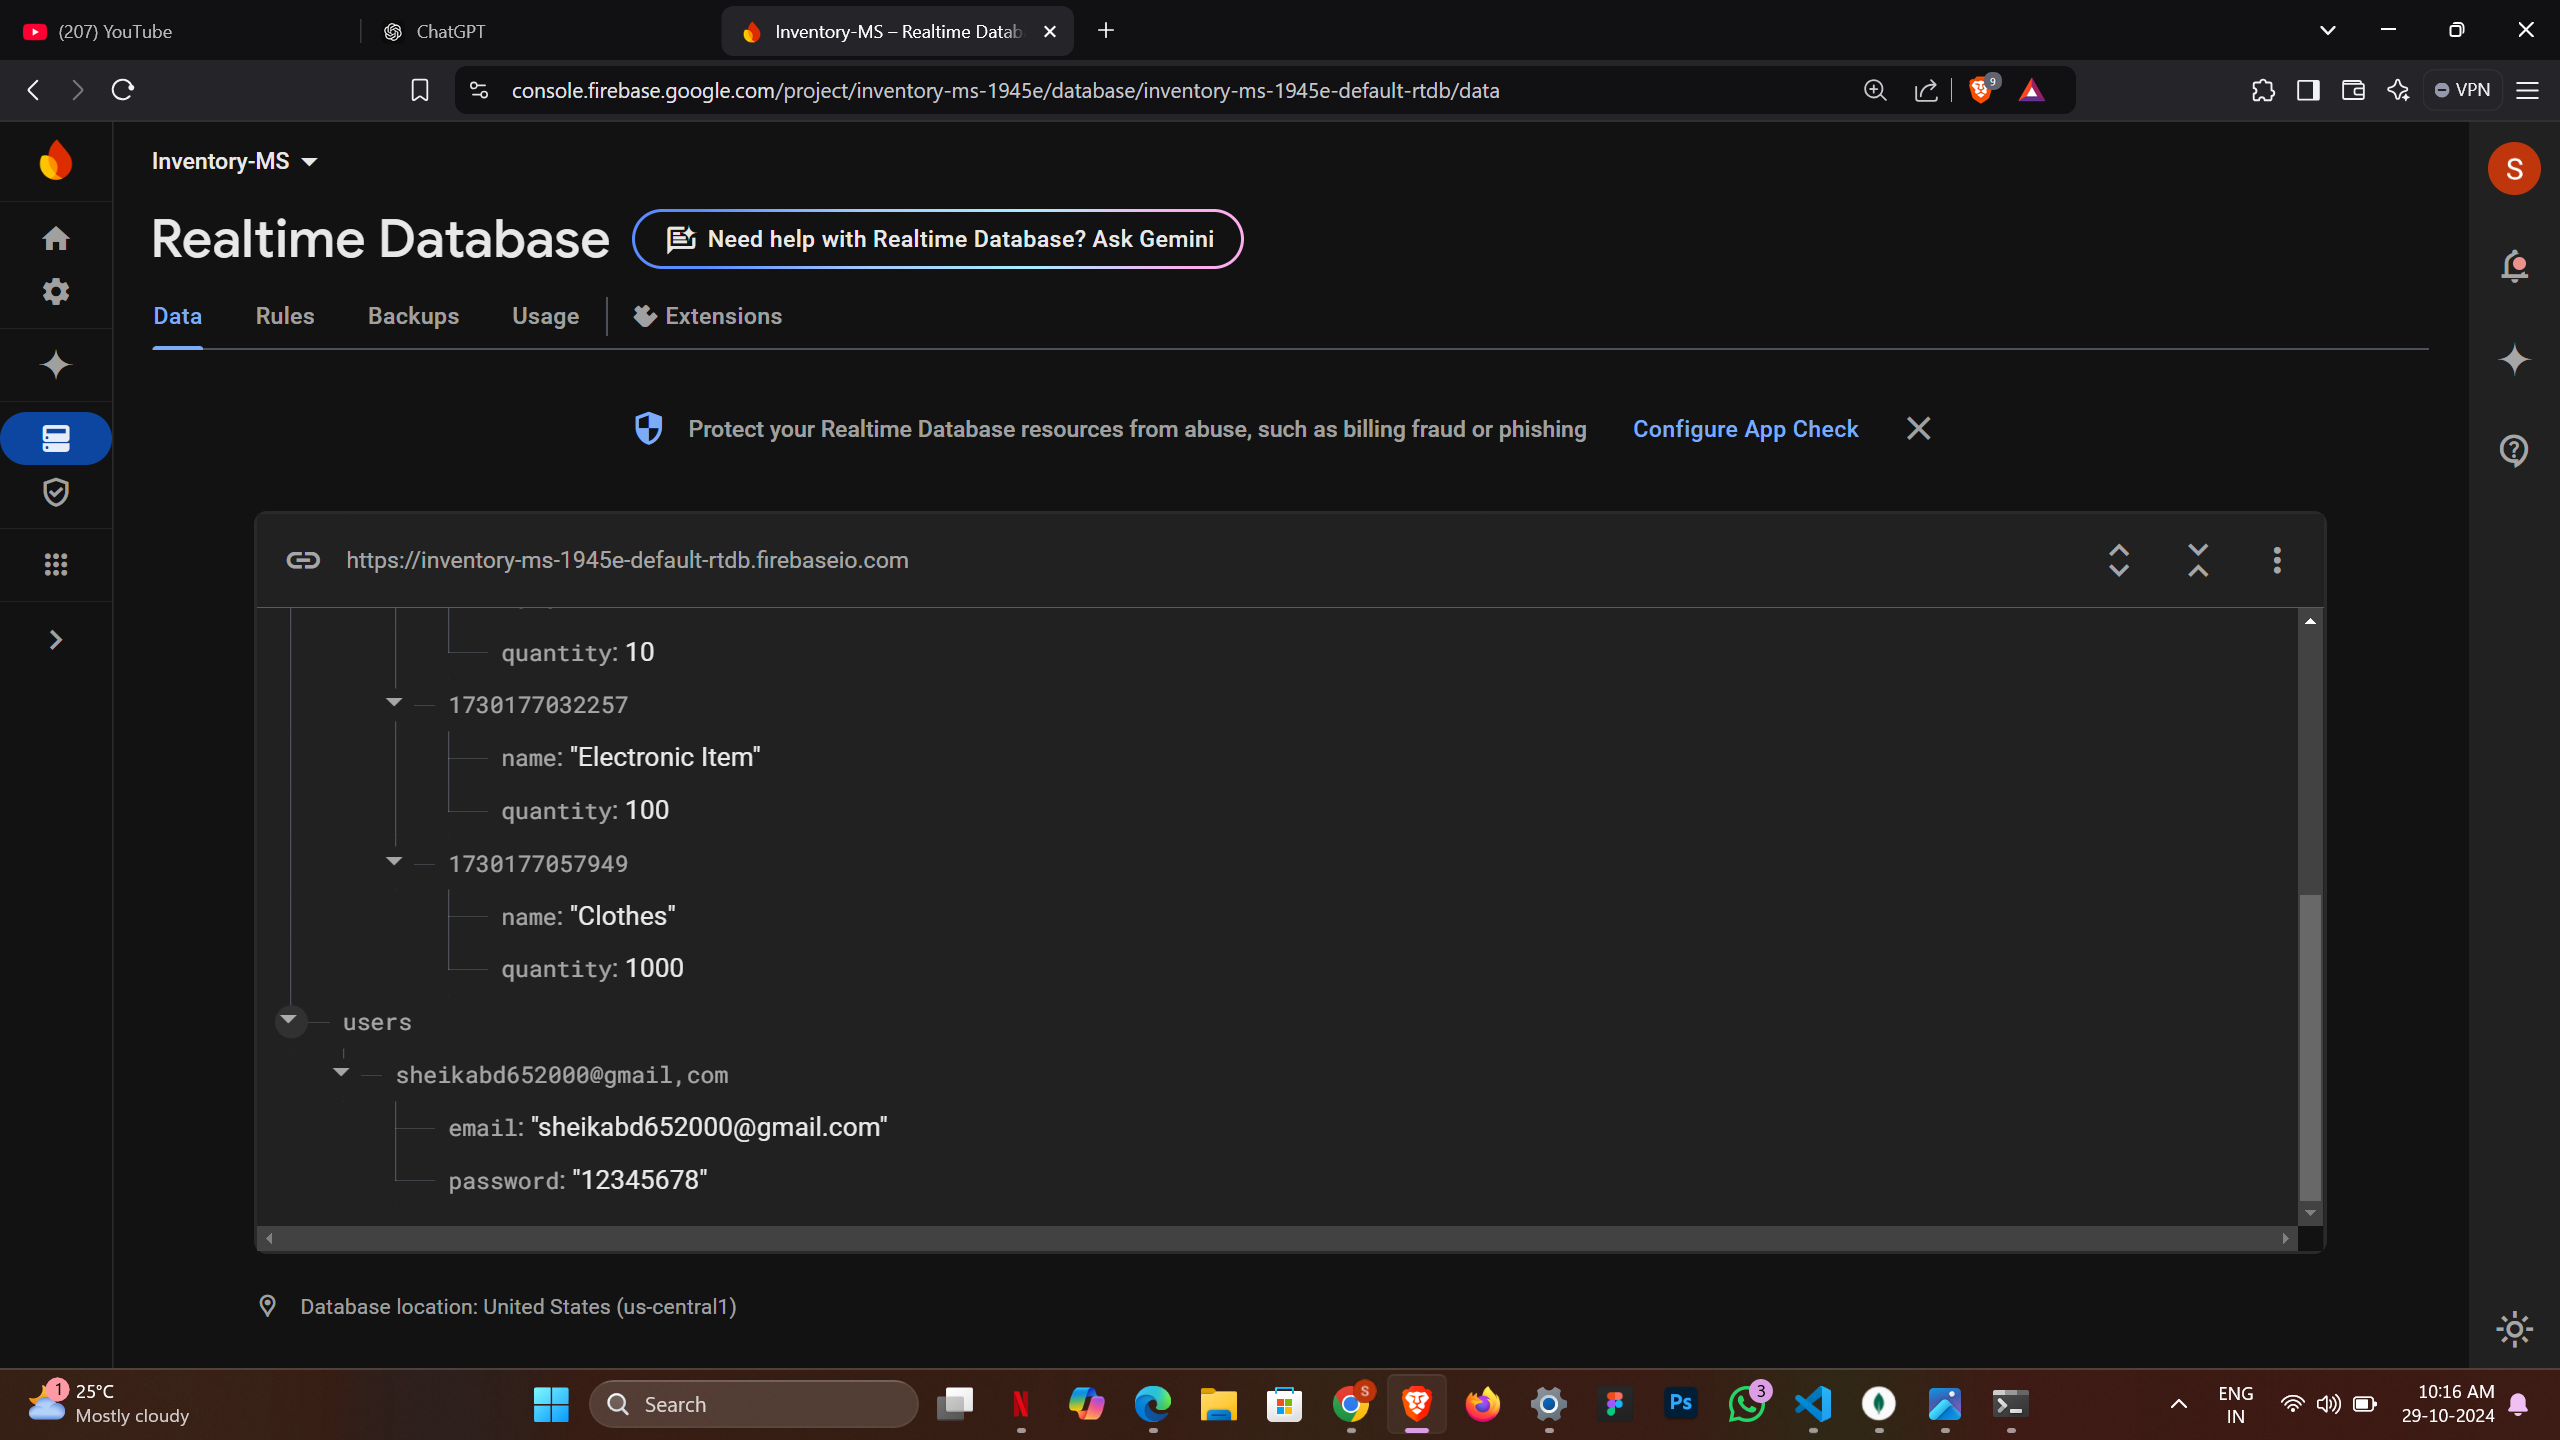 (207) YouTube
ChatGPT
Inventory-MS – Realtime Datab
console.firebase.google.com/project/inventory-ms-1945e/database/inventory-ms-1945e-default-rtdb/data
9
VPN
Inventory-MS
S
Realtime Database
Need help with Realtime Database? Ask Gemini
Data
Rules
Backups
Usage
Extensions
Protect your Realtime Database resources from abuse, such as billing fraud or phishing
Configure App Check
https://inventory-ms-1945e-default-rtdb.firebaseio.com
quantity: 10
1730177032257
name: "Electronic Item"
quantity: 100
1730177057949
name: "Clothes"
quantity: 1000
users
sheikabd652000@gmail,com
email: "sheikabd652000@gmail.com"
password: "12345678"
Database location: United States (us-central1)
1
25°C
Mostly cloudy
Search
S
Ps
3
ENG
IN
10:16 AM
29-10-2024